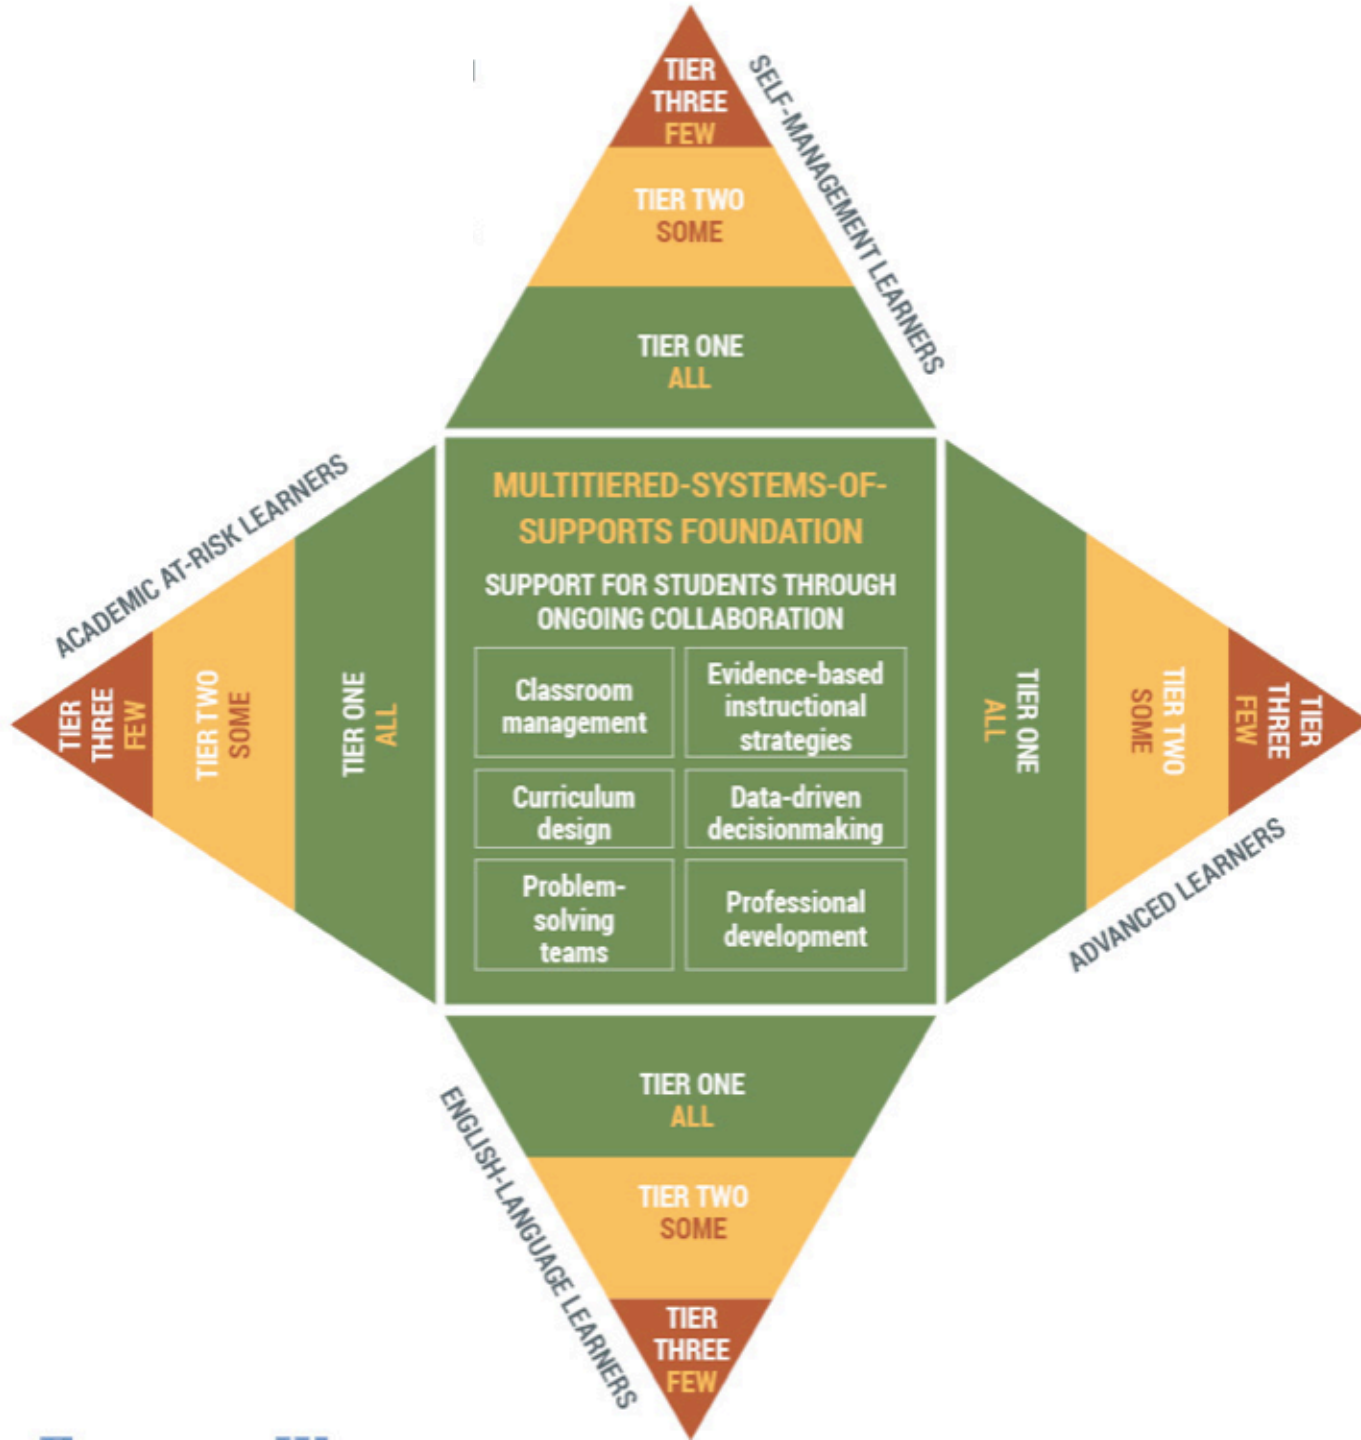 TIER
THREE
FEW
TIER TWO
SOME
TIER ONE
ALL
SELF-MANAGEMENT LEARNERS
ACADEMIC AT-RISK LEARNERS
TIER
THREE
FEW
TIER TWO
SOME
TIER ONE
ALL
MULTITIERED-SYSTEMS-OF-
SUPPORTS FOUNDATION
SUPPORT FOR STUDENTS THROUGH
ONGOING COLLABORATION
Classroom
management
Evidence-based
instructional
strategies
Curriculum
design
Data-driven
decisionmaking
Problem-
solving
teams
Professional
development
TIER ONE
ALL
TIER TWO
SOME
TIER
THREE
FEW
ADVANCED LEARNERS
TIER ONE
ALL
TIER TWO
SOME
TIER
THREE
FEW
ENGLISH-LANGUAGE LEARNERS